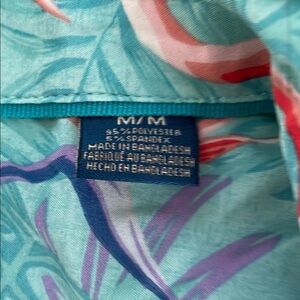 M/M
95% POLYESTER
5% SPANDEX
MADE IN BANGLADESH
FABRIQUÉ AU BANGLADESH
HECHO EN BANGLADESH